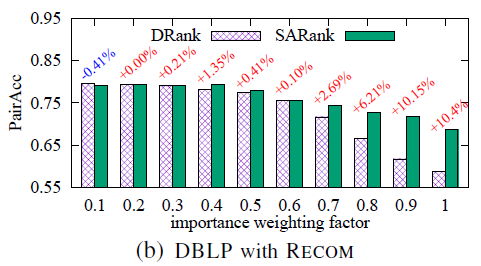 0.95
DRank SARank
0.85
-0.41% +0.00% +0.21% +1.35% +0.41% +0.10% +2.69% +6.21% +10.15% +10.4%
PairAcc
0.75
0.65
0.55
0.1 0.2 0.3 0.4 0.5 0.6 0.7 0.8 0.9 1
importance weighting factor
(b) DBLP with RECOM